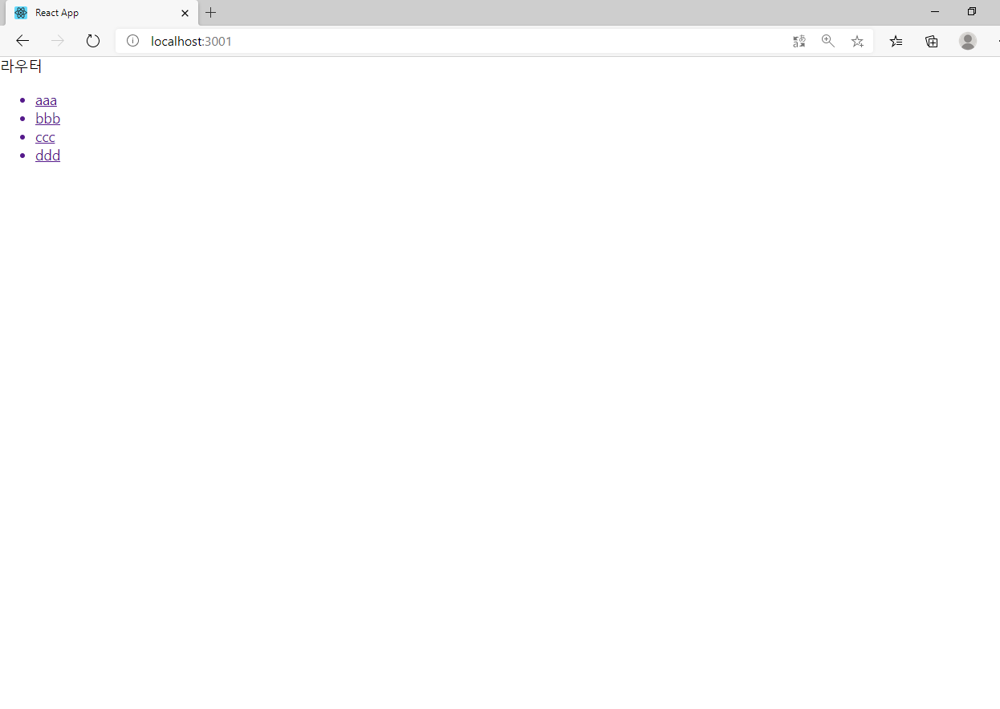 React App
localhost:3001
라우터
aaa
bbb
ccc
ddd